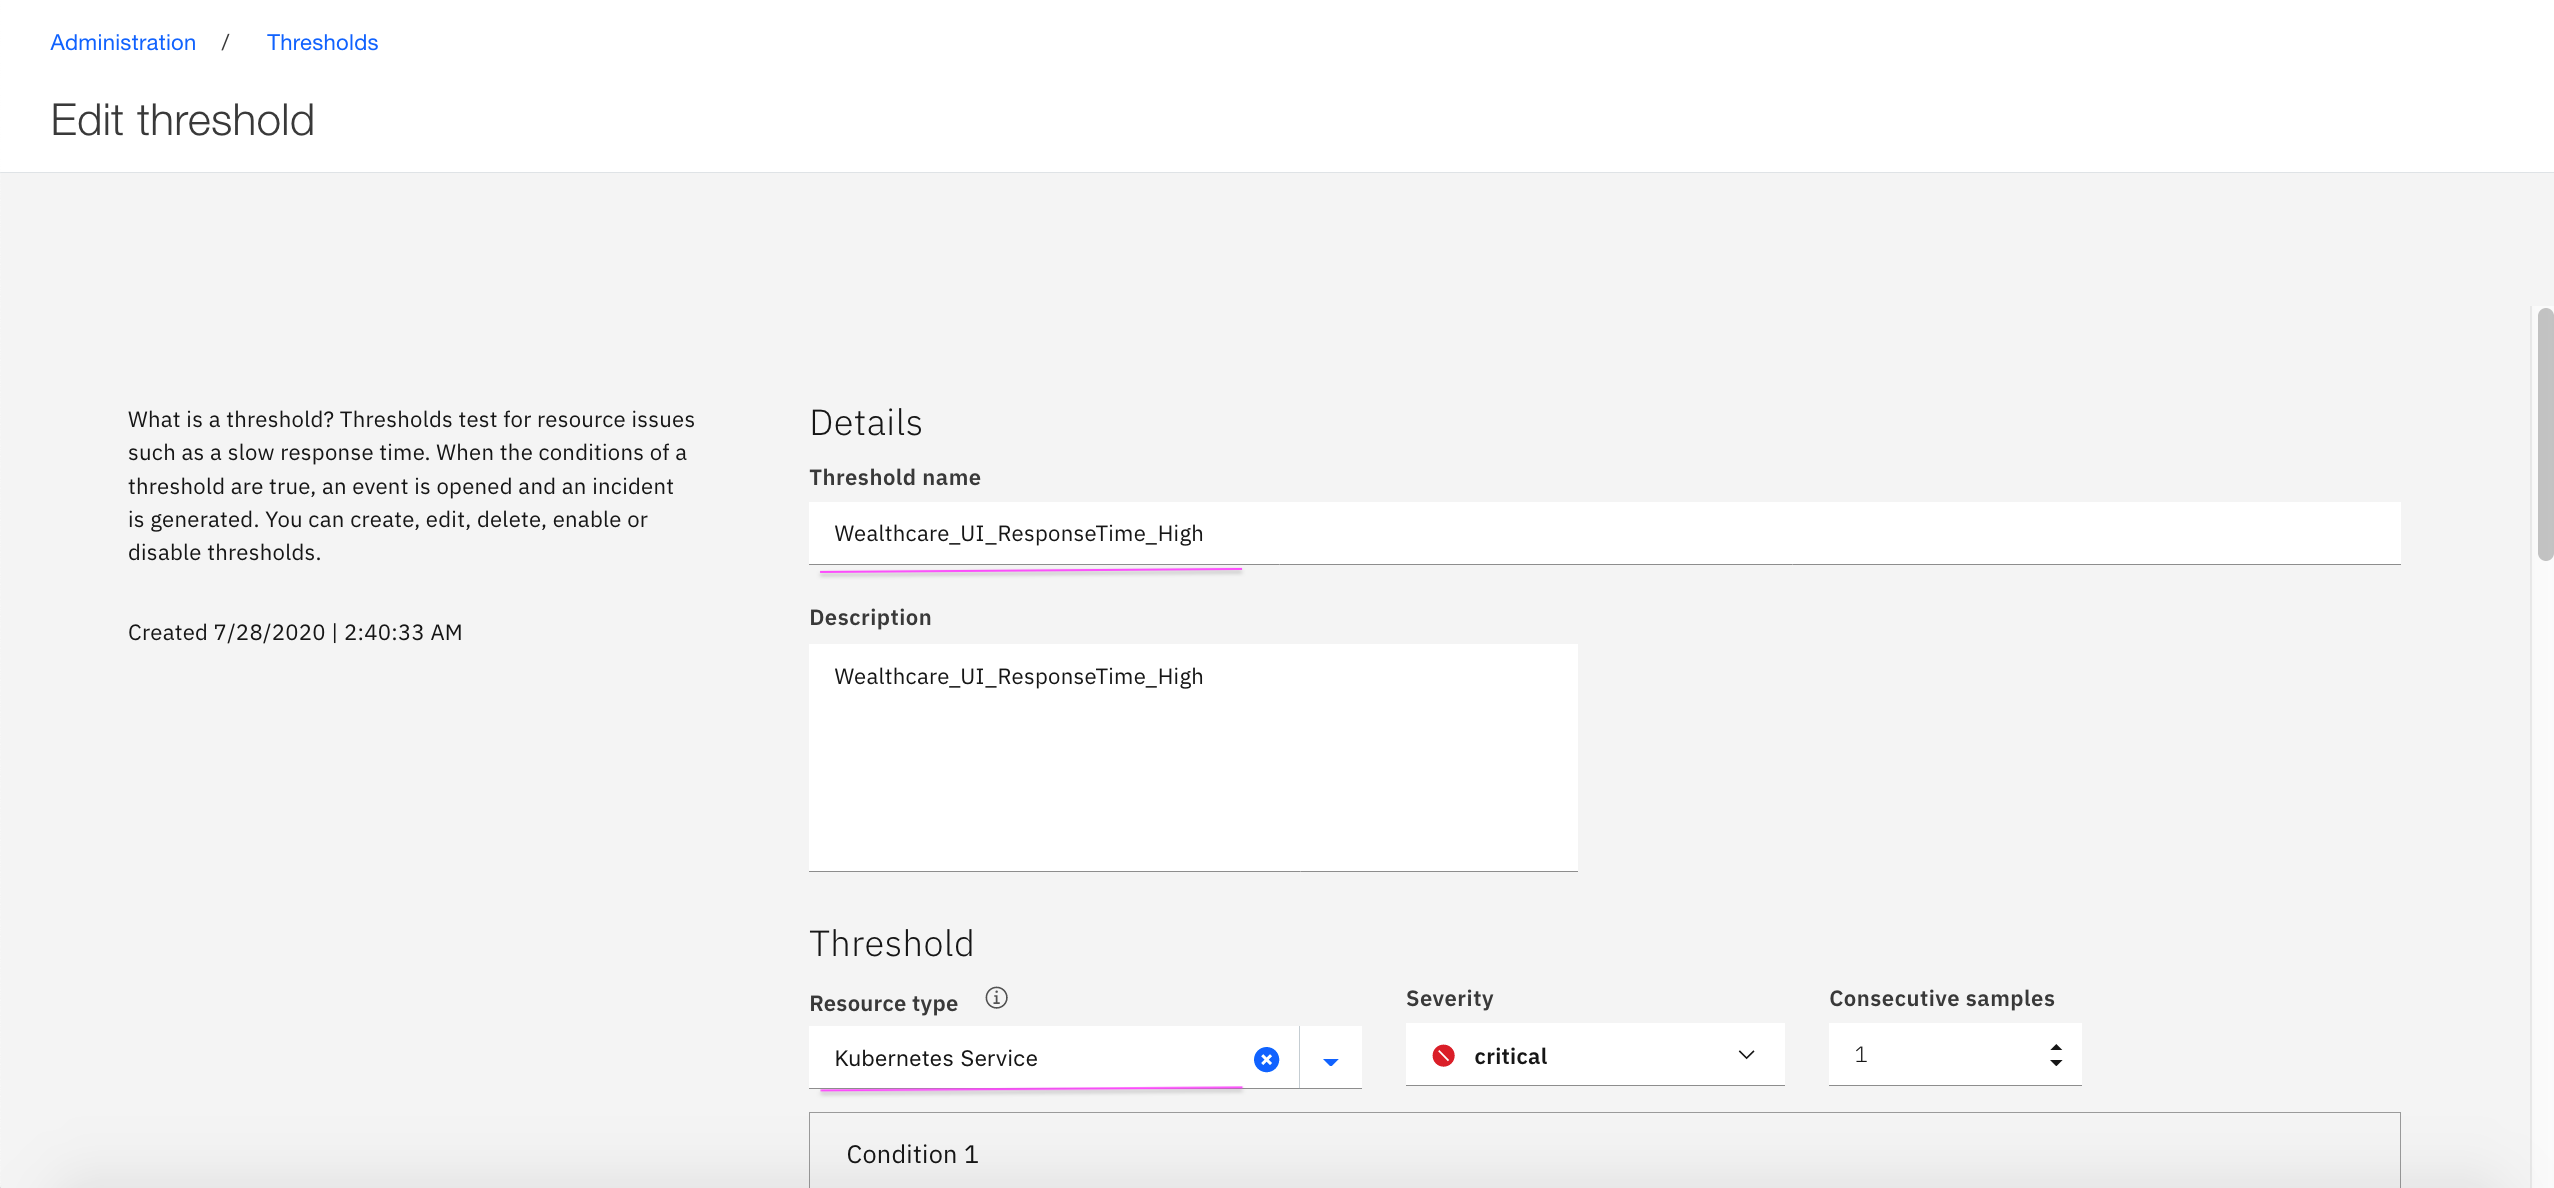 Administration / Thresholds
Edit threshold
What is a threshold? Thresholds test for resource issues
such as a slow response time. When the conditions of a
threshold are true, an event is opened and an incident
is generated. You can create, edit, delete, enable or
disable thresholds.
Created 7/28/2020 | 2:40:33 AM
Details
Threshold name
Wealthcare_UI_ResponseTime_High
Description
Wealthcare_UI_ResponseTime_High
Threshold
Resource type
Kubernetes Service
Severity
critical
Consecutive samples
1
Condition 1